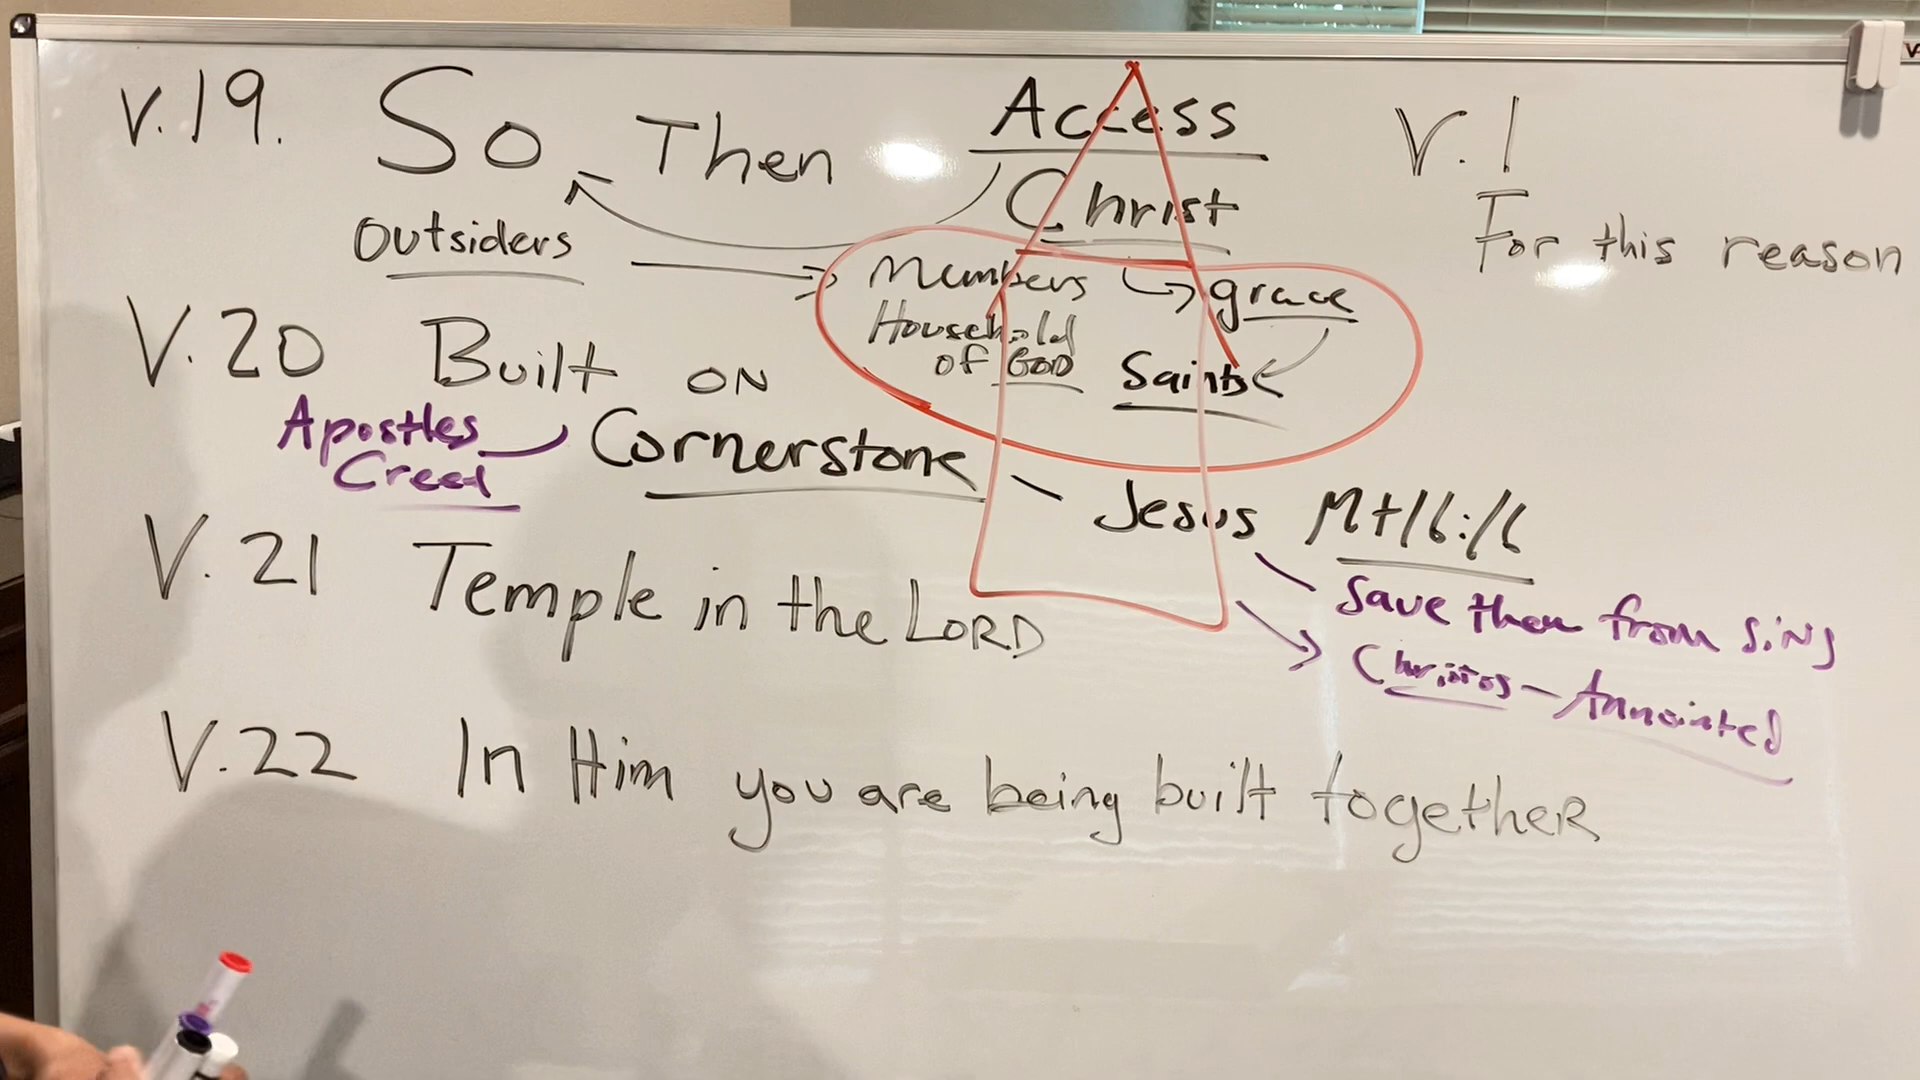 V.19. So Then
Access
Christ
V.1
For this reason
Outsiders
Members
grace
Household
of GOD
Saints
V.20 Built ON
Apostles
Creed
Cornerstone
Jesus Mt 16:16
Save them from SiNs
Christos - Annointed
V.21 Temple in the LORD
V.22 In Him you are being built togetheR